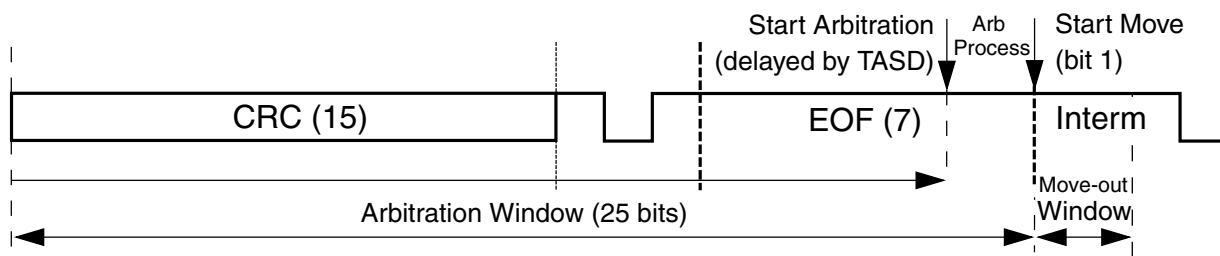 Start Arbitration
(delayed by TASD)
Arb
Process
Start Move
(bit 1)
CRC (15)
EOF (7)
Interm
Move-out
Window
Arbitration Window (25 bits)